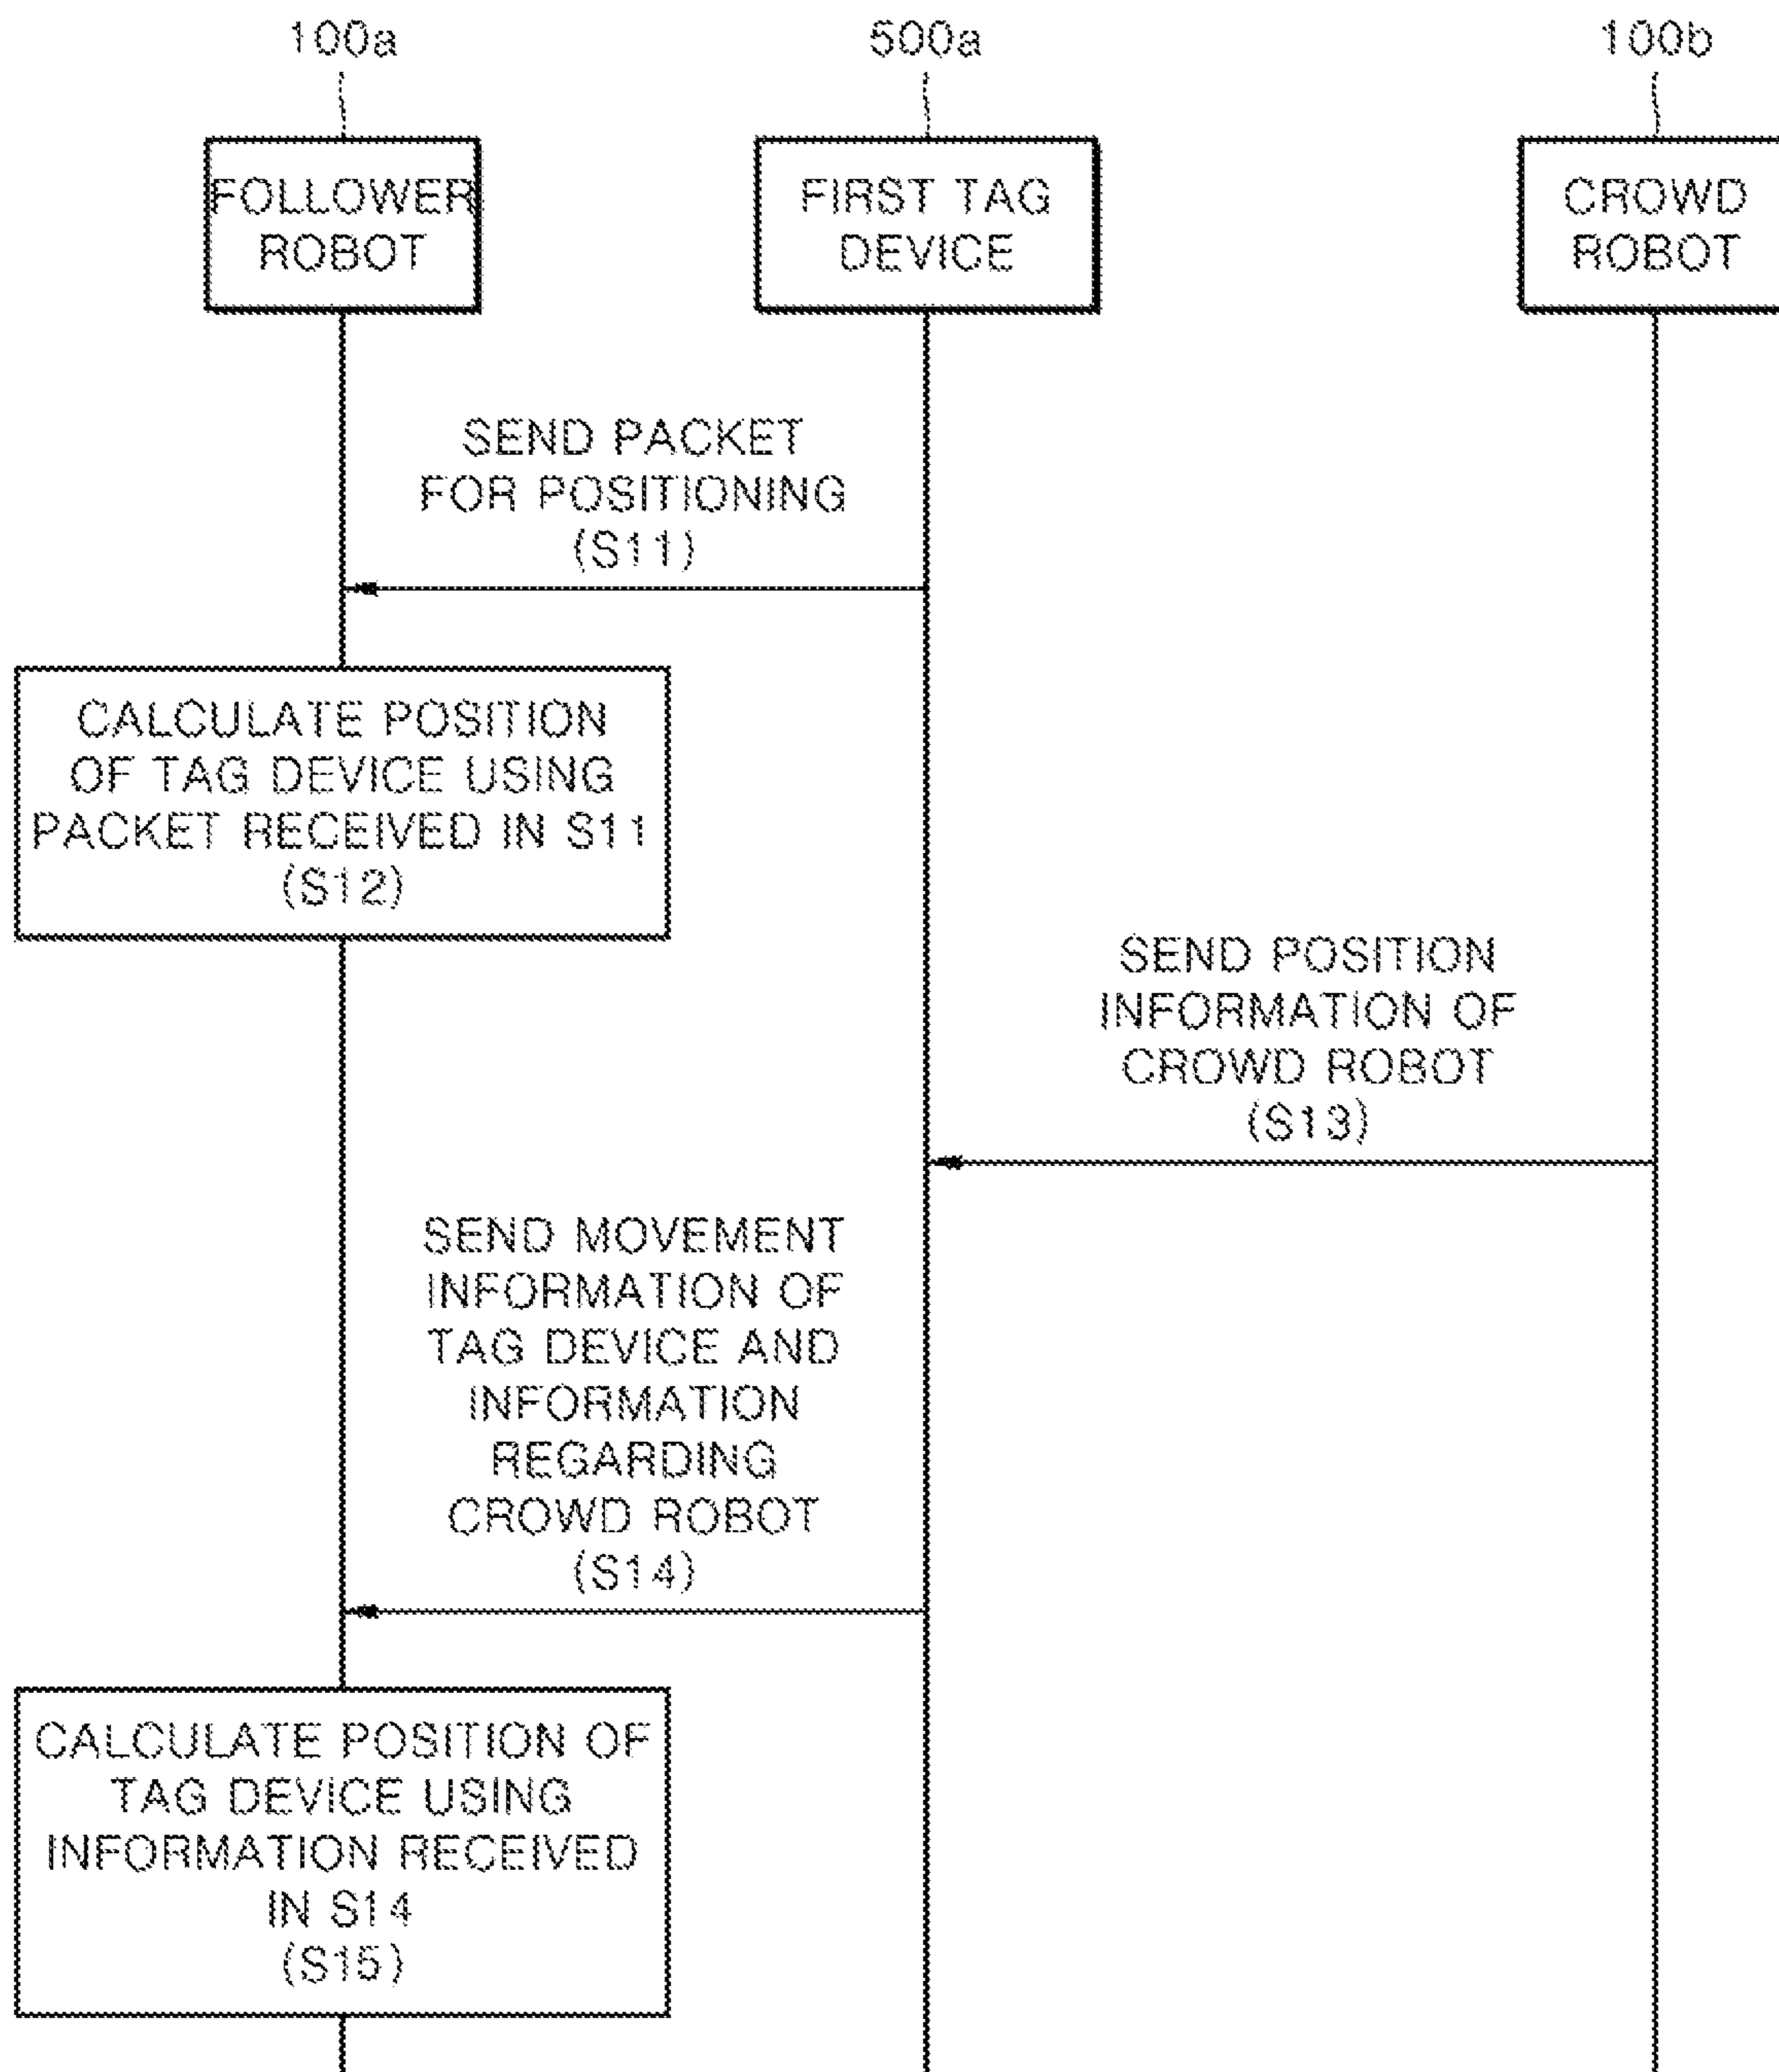 100a
500a
100b
FOLLOWER
ROBOT
FIRST TAG
DEVICE
CROWD
ROBOT
SEND PACKET
FOR POSITIONING
(S11)
CALCULATE POSITION
OF TAG DEVICE USING
PACKET RECEIVED IN S11
(S12)
SEND POSITION
INFORMATION OF
CROWD ROBOT
(S13)
SEND MOVEMENT
INFORMATION OF
TAG DEVICE AND
INFORMATION
REGARDING
CROWD ROBOT
(S14)
CALCULATE POSITION OF
TAG DEVICE USING
INFORMATION RECEIVED
IN S14
(S15)